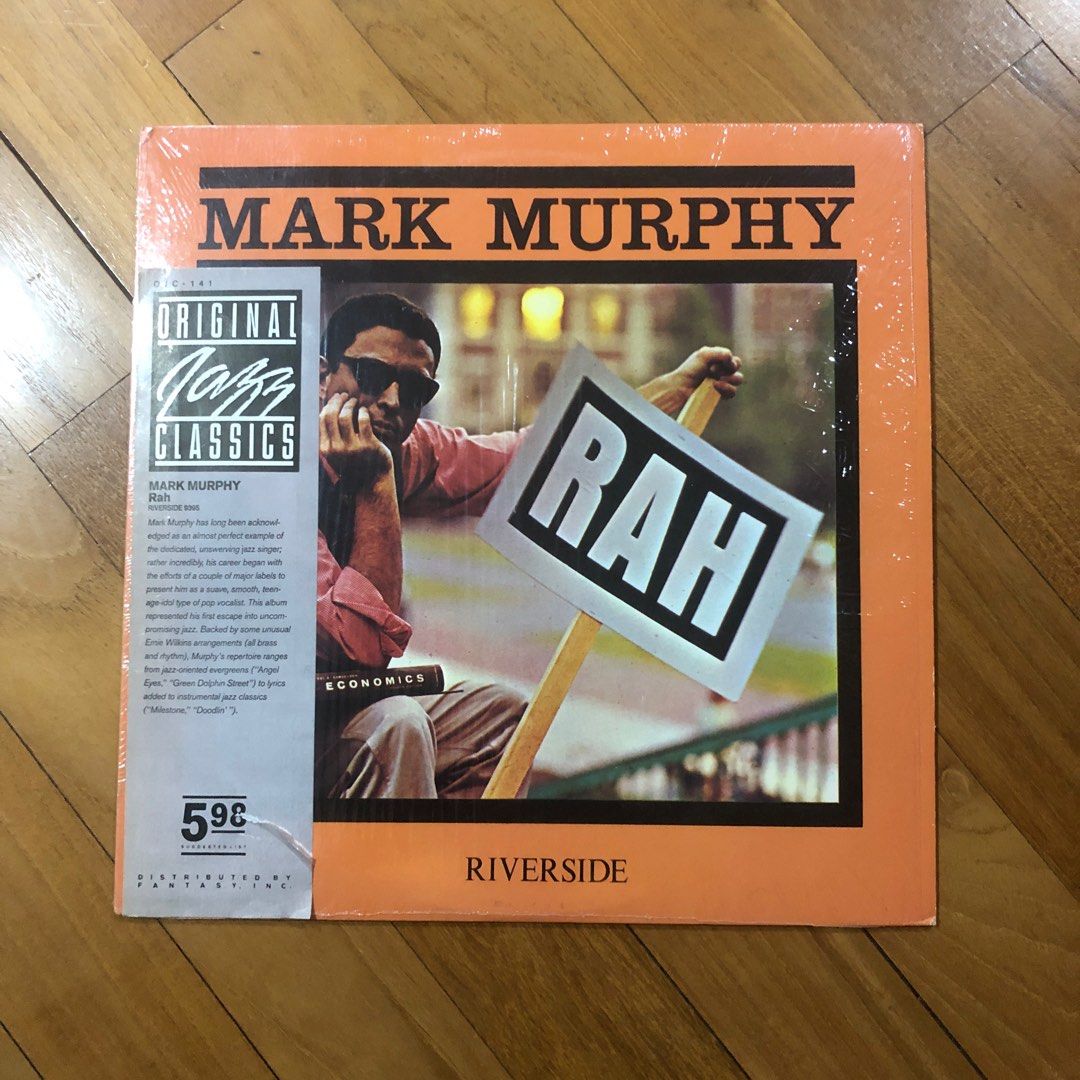 MARK MURPHY
OJC-141
ORIGINAL
Jazz
CLASSICS
MARK MURPHY
Rah
RIVERSIDE 9395
Mark Murphy has long been acknowl-
edged as an almost perfect example of
the dedicated, unswerving jazz singer;
rather incredibly, his career began with
the efforts of a couple of major labels to
present him as a suave, smooth, teen-
age-idol type of pop vocalist. This album
represented his first escape into uncom-
promising jazz. Backed by some unusual
Ernie Wilkins arrangements (all brass
and rhythm), Murphy's repertoire ranges
from jazz-oriented evergreens ("Angel
Eyes," "Green Dolphin Street") to lyrics
added to instrumental jazz classics
("Milestone," "Doodlin' ").
5.98
SUGGESTED LIST
DISTRIBUTED BY
FANTASY, INC.
RAH
ECONOMICS
RIVERSIDE